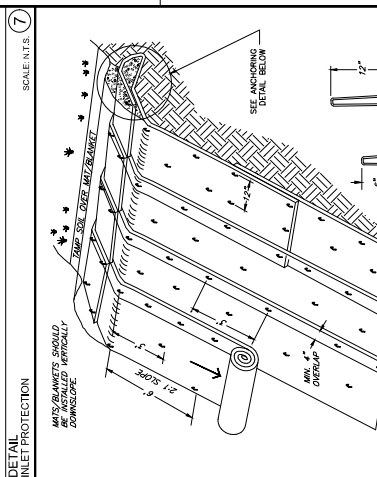 DETAIL
INLET PROTECTION
SCALE: N.T.S.
7
MATS/BLANKETS SHOULD
BE INSTALLED VERTICALLY
DOWNSLOPE
TAMP SOIL OVER MAT/BLANKET
SEE ANCHORING
DETAIL BELOW
6'
2:1 SLOPE
3'
3'
12"
MIN. 4"
OVERLAP
12"